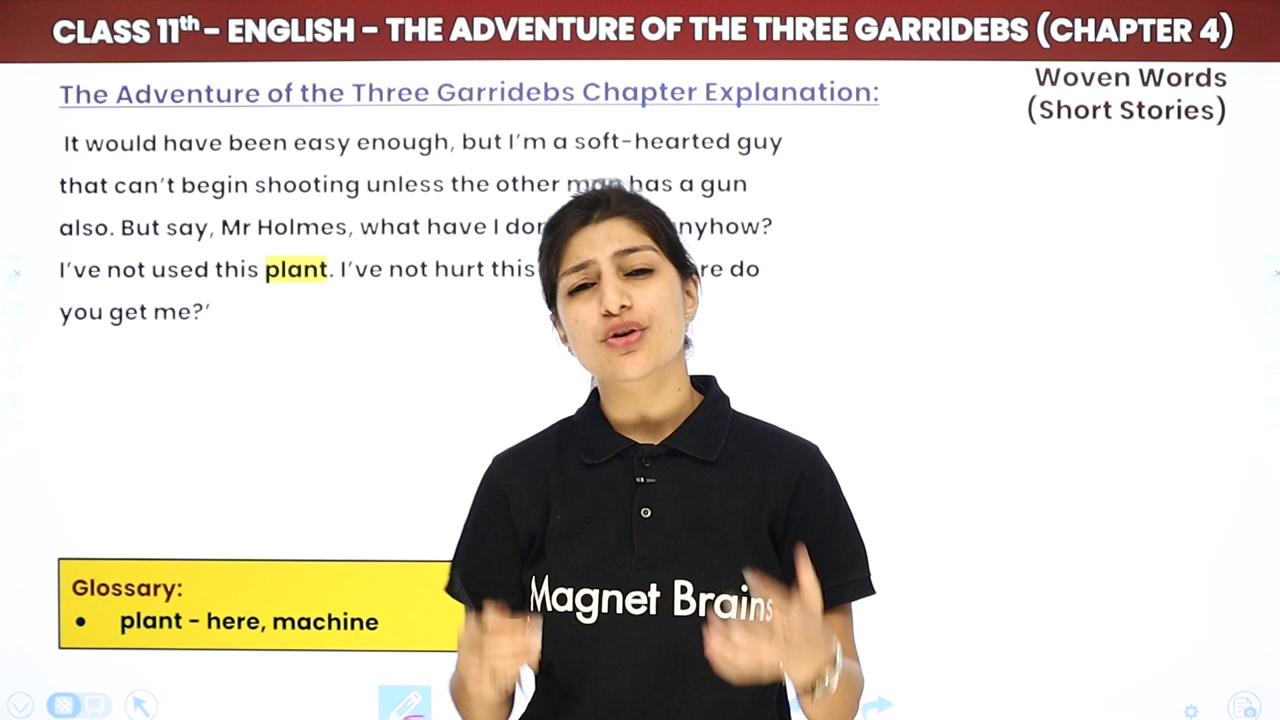 CLASS 11th - ENGLISH - THE ADVENTURE OF THE THREE GARRIDEBS (CHAPTER 4)
Woven Words
(Short Stories)
The Adventure of the Three Garridebs Chapter Explanation:
It would have been easy enough, but I'm a soft-hearted guy
that can't begin shooting unless the other man has a gun
also. But say, Mr Holmes, what have I nyhow?
I've not used this plant. I've not hurt this do
you get me?'
Glossary:
• plant - here, machine
Magnet Brains